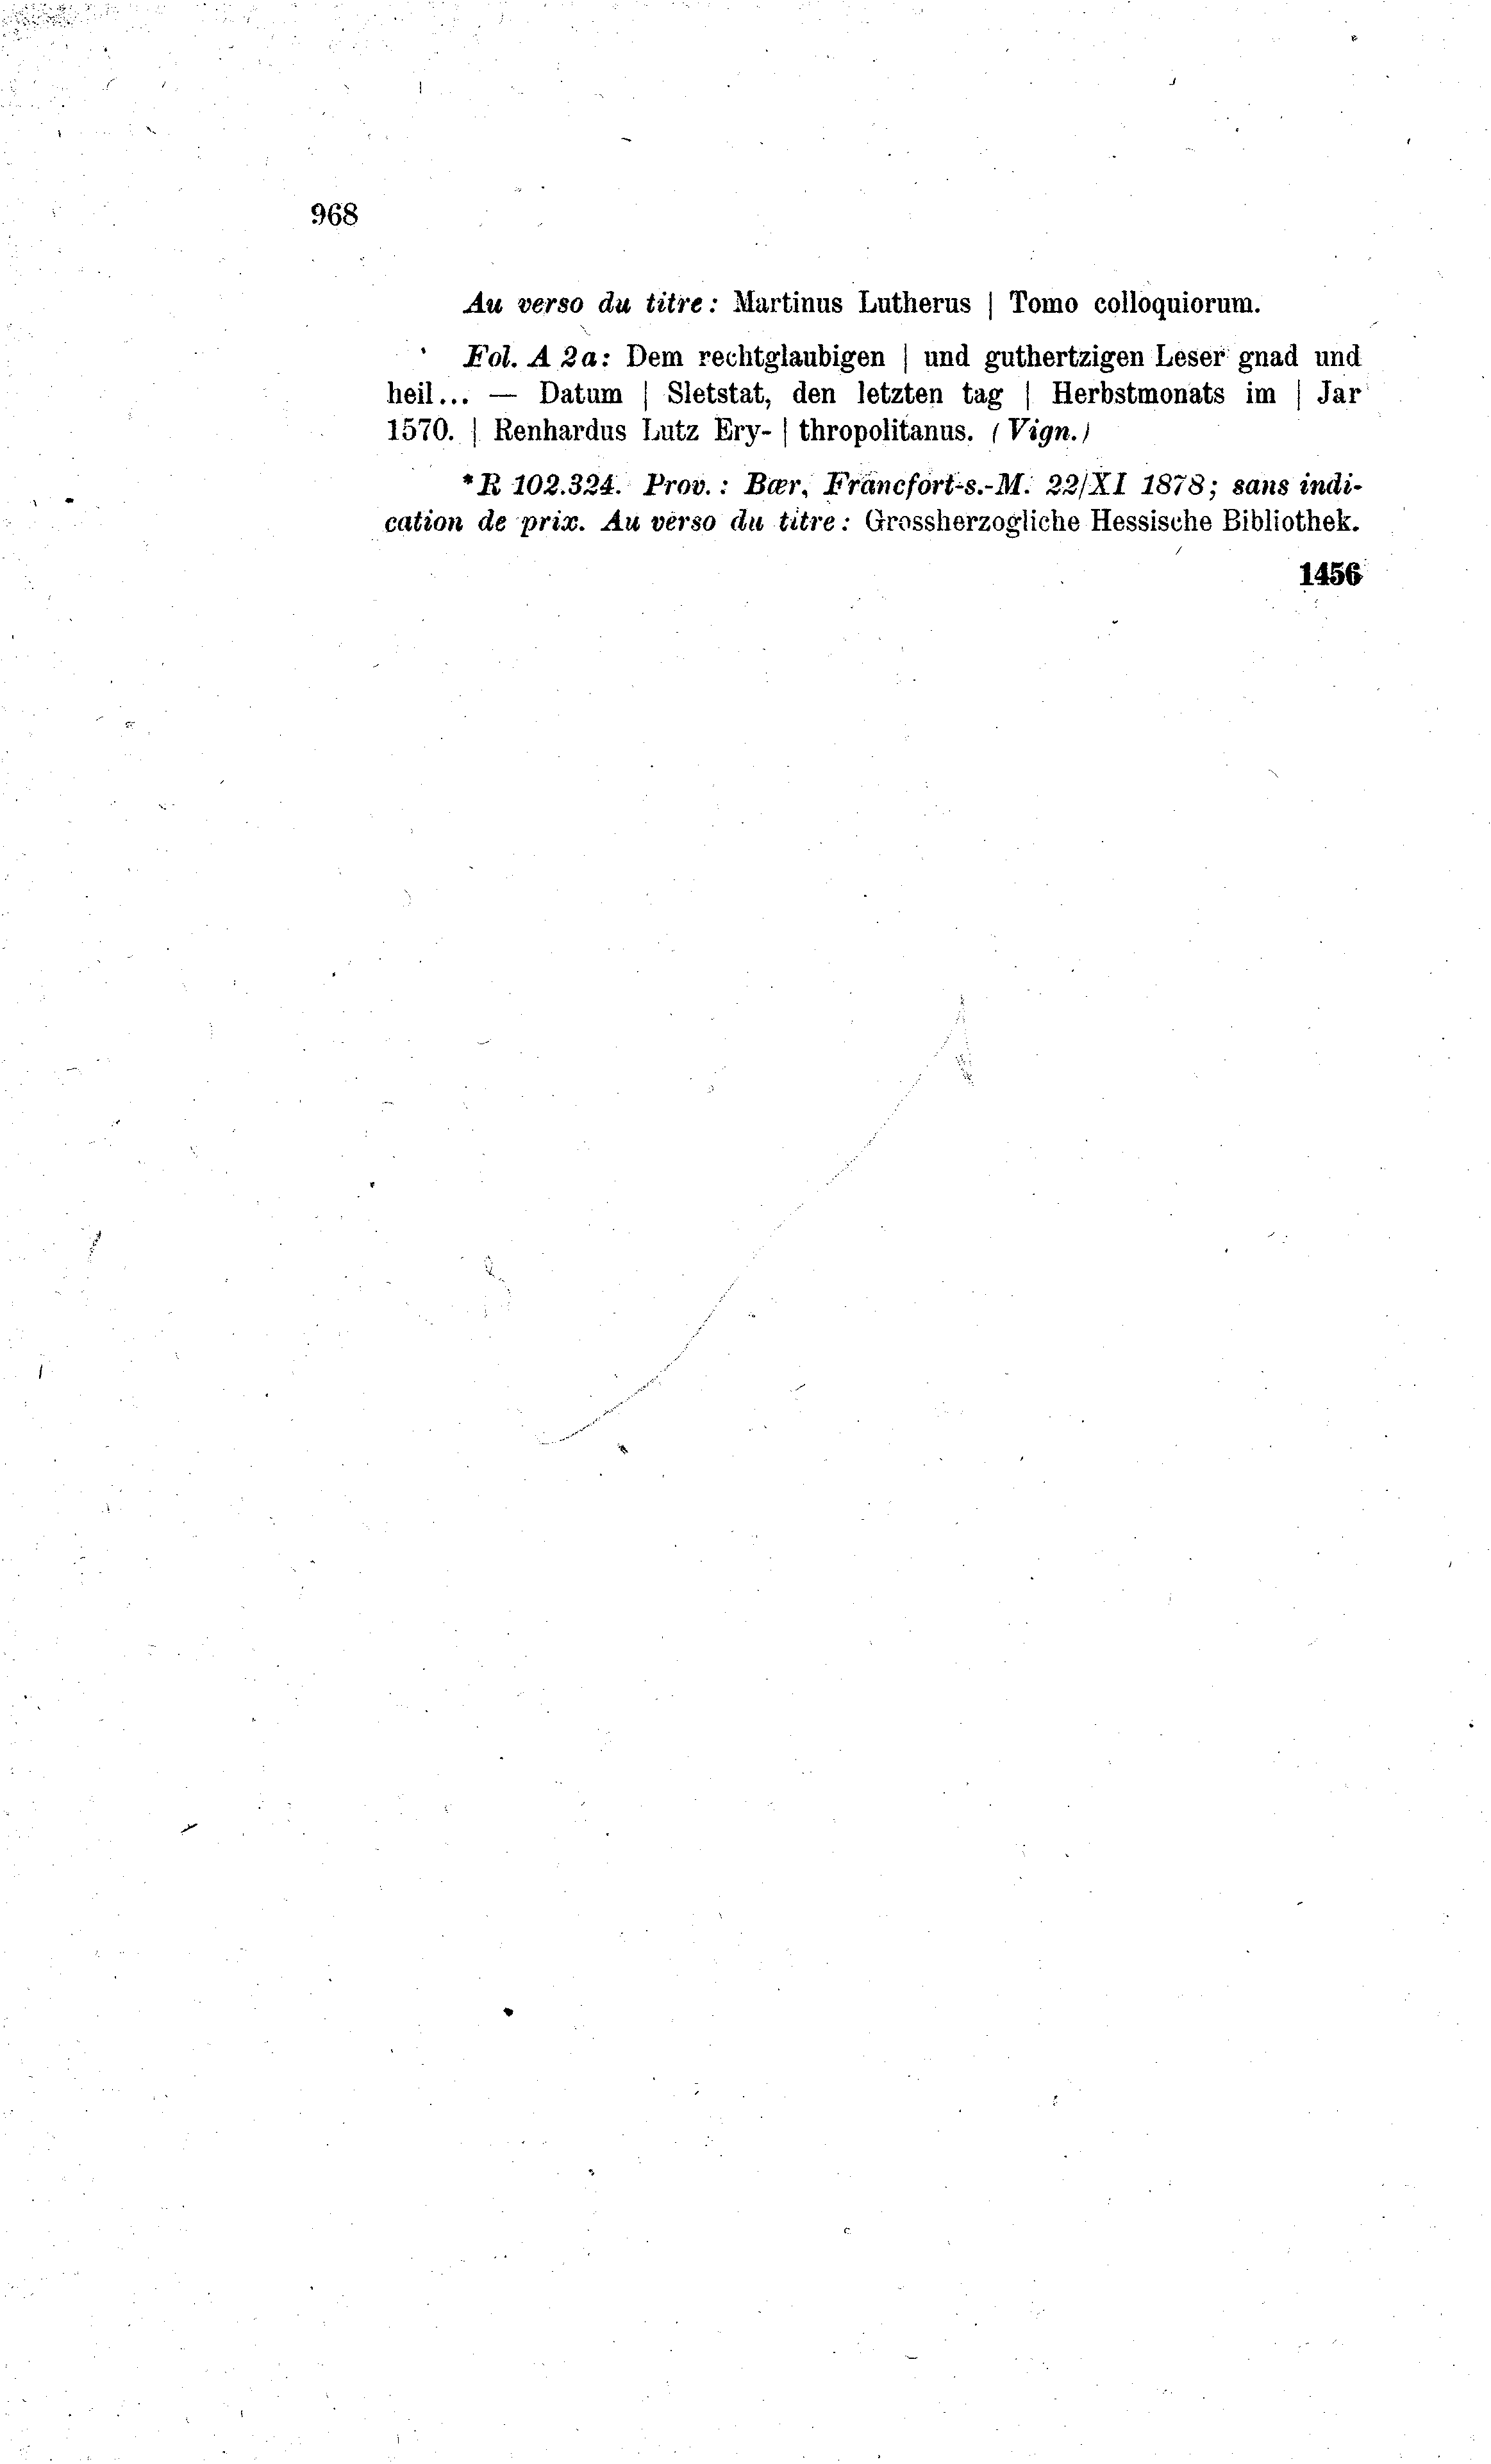 968
Au verso du titre: Martinus Lutherus | Tomo colloquiorum.
Fol. A 2a: Dem rechtglaubigen | und guthertzigen Leser gnad und
heil... — Datum | Sletstat, den letzten tag | Herbstmonats im | Jar
1570. | Renhardus Lutz Ery- | thropolitanus. (Vign.)
*R 102.324. Prov.: Bær, Francfort-s.-M. 22/XI 1878; sans indi-
cation de prix. Au verso du titre: Grossherzogliche Hessische Bibliothek.
1456